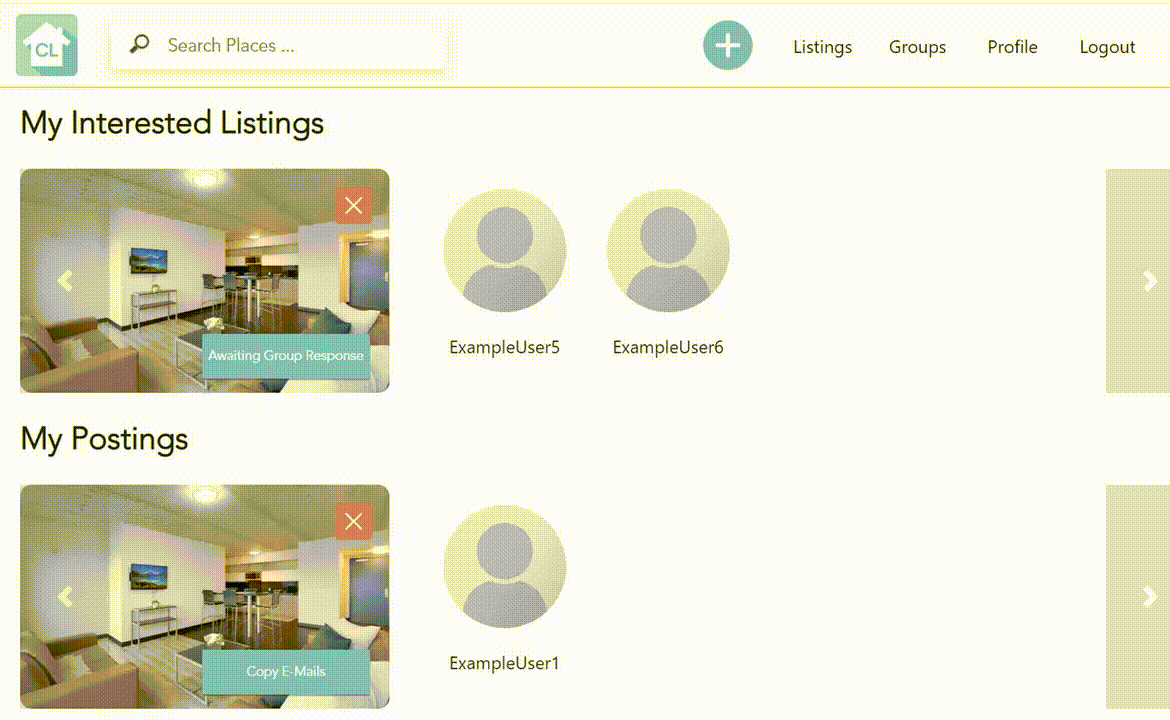 CL
Search Places ...
Listings
Groups
Profile
Logout
My Interested Listings
Awaiting Group Response
ExampleUser5
ExampleUser6
My Postings
Copy E-Mails
ExampleUser1